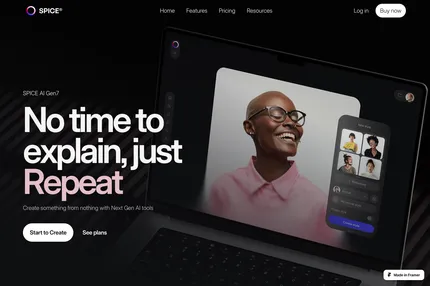 SPICE®
Home
Features
Pricing
Resources
Log in
Buy now
SPICE AI Gen7
No time to
explain, just
Repeat
Create something from nothing with Next Gen AI tools
Start to Create
See plans
Made in Framer